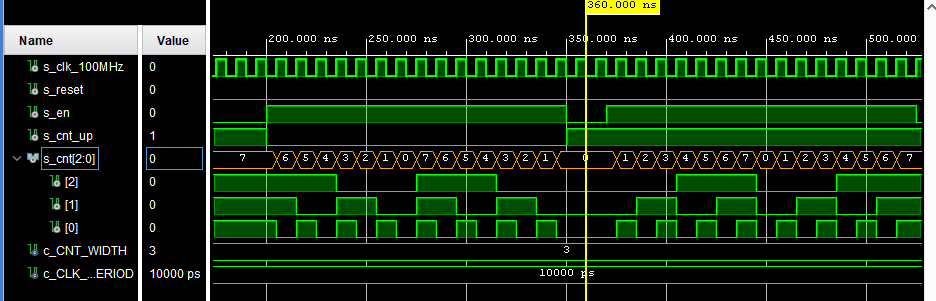 360.000 ns
Name Value
200.000 ns 250.000 ns 300.000 ns 350.000 ns 400.000 ns 450.000 ns 500.000 ns
s_clk_100MHz 0
s_reset 0
s_en 0
s_cnt_up 1
s_cnt[2:0] 0 7 6 5 4 3 2 1 0 7 6 5 4 3 2 1 0 1 2 3 4 5 6 7 0 1 2 3 4 5 6 7
[2] 0
[1] 0
[0] 0
c_CNT_WIDTH 3 3
c_CLK_...ERIOD 10000 ps 10000 ps